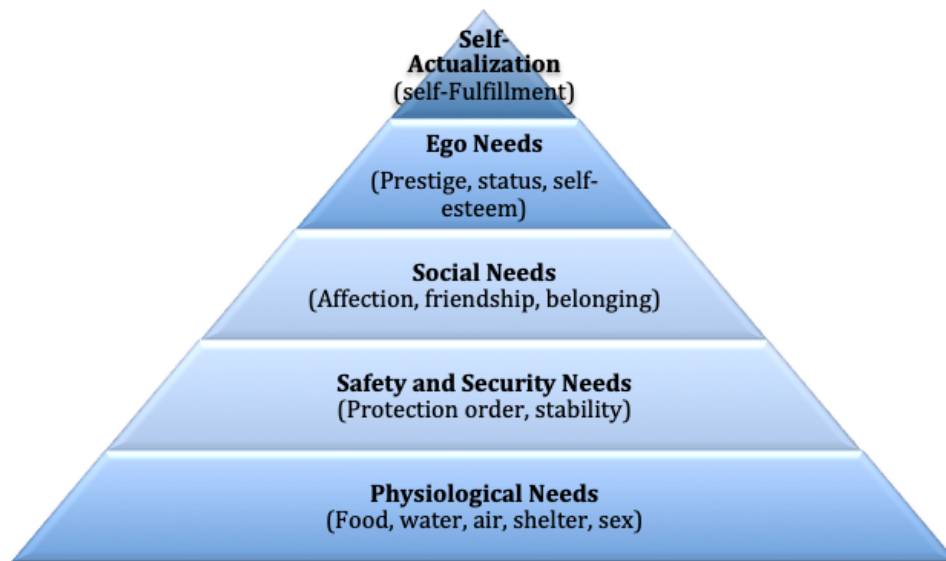 Self-
Actualization
(self-Fulfillment)
Ego Needs
(Prestige, status, self-
esteem)
Social Needs
(Affection, friendship, belonging)
Safety and Security Needs
(Protection order, stability)
Physiological Needs
(Food, water, air, shelter, sex)